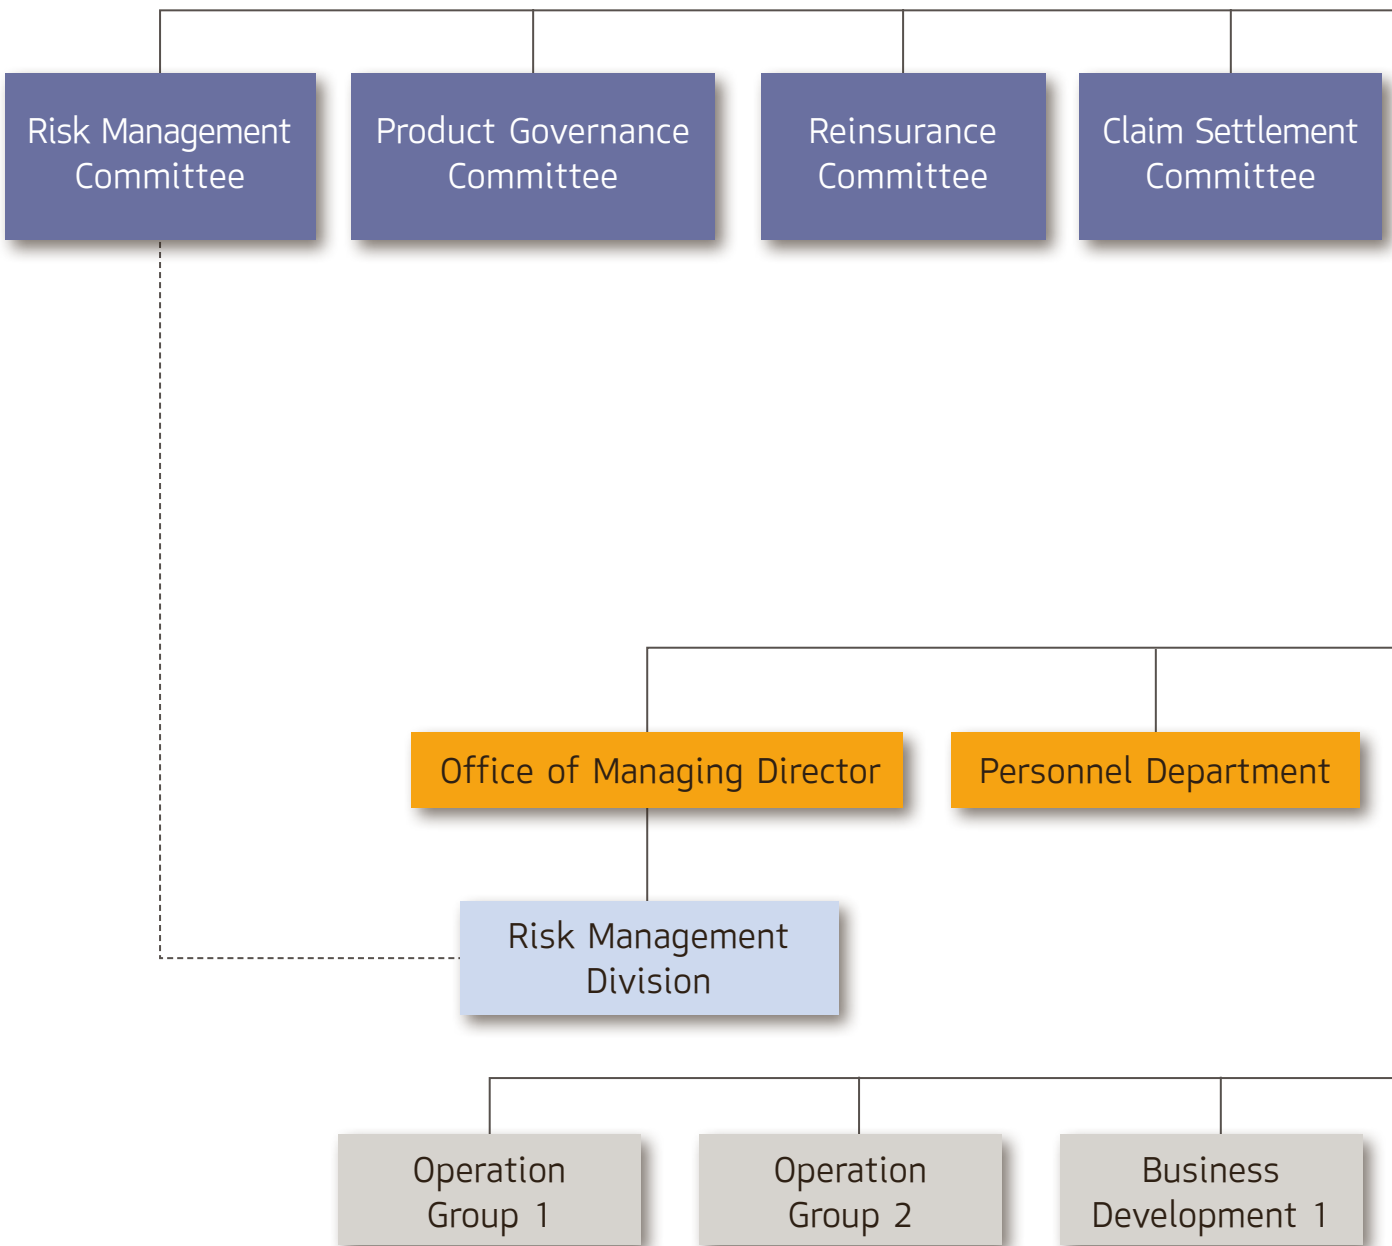 Risk Management
Committee
Product Governance
Committee
Reinsurance
Committee
Claim Settlement
Committee
Office of Managing Director
Personnel Department
Risk Management
Division
Operation
Group 1
Operation
Group 2
Business
Development 1